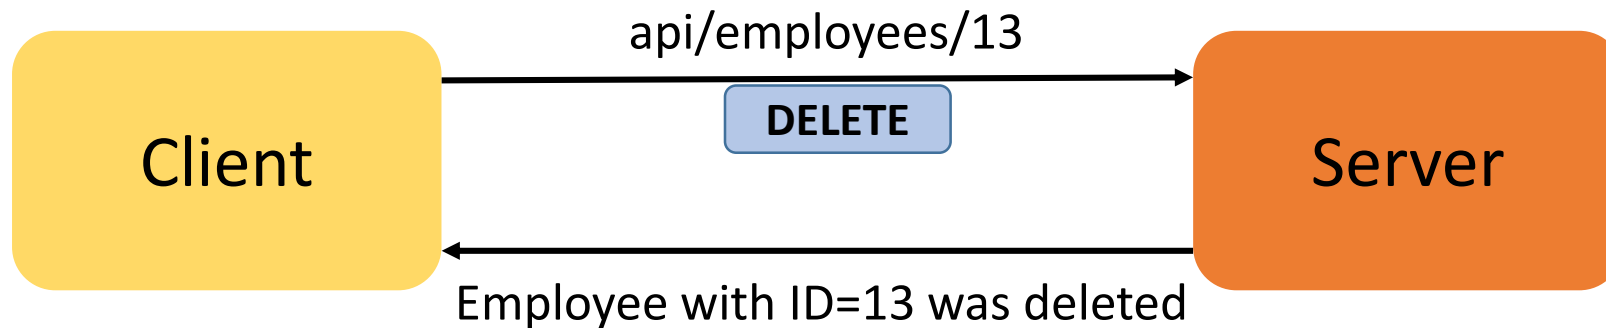 api/employees/13
DELETE
Client
Server
Employee with ID=13 was deleted